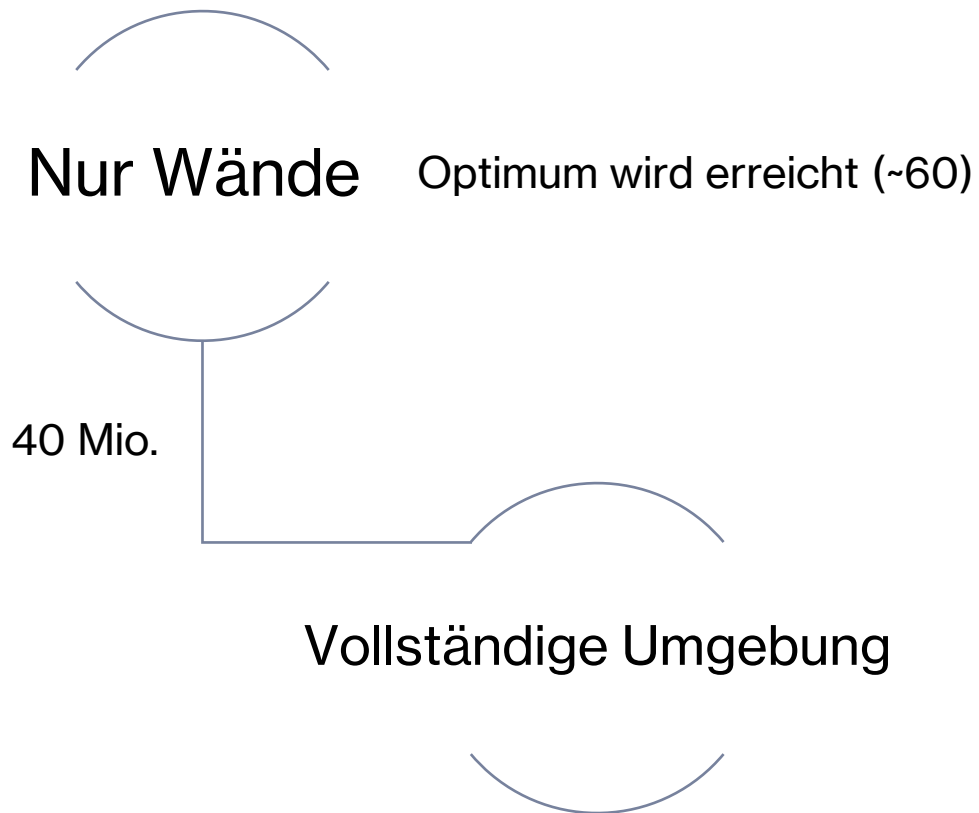 Nur Wände
Optimum wird erreicht (~60)
40 Mio.
Vollständige Umgebung